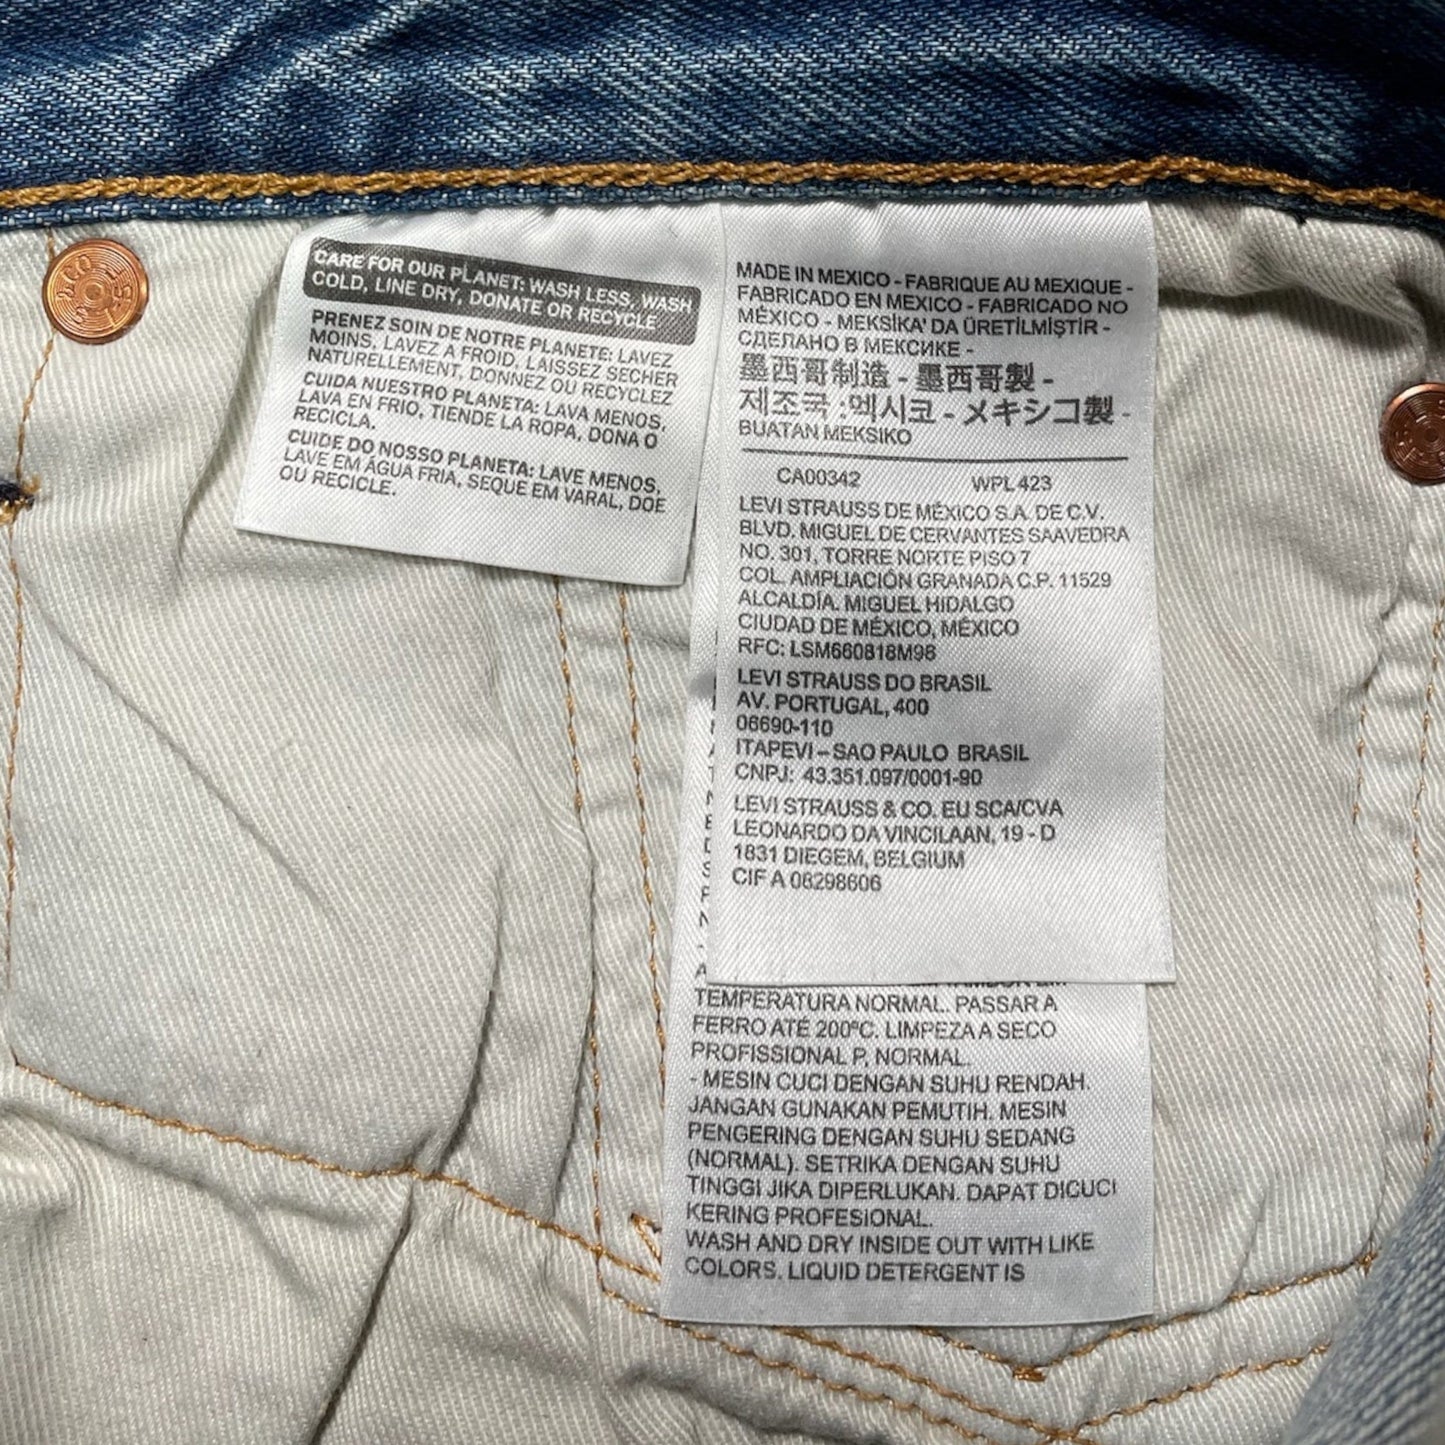 CARE FOR OUR PLANET: WASH LESS, WASH
COLD, LINE DRY, DONATE OR RECYCLE
PRENEZ SOIN DE NOTRE PLANETE: LAVEZ
MOINS, LAVEZ A FROID, LAISSEZ SECHER
NATURELLEMENT, DONNEZ OU RECYCLEZ
CUIDA NUESTRO PLANETA: LAVA MENOS,
LAVA EN FRIO, TIENDE LA ROPA, DONA O
RECICLA.
CUIDE DO NOSSO PLANETA: LAVE MENOS,
LAVE EM ÁGUA FRIA, SEQUE EM VARAL, DOE
OU RECICLE.
MADE IN MEXICO - FABRIQUE AU MEXIQUE -
FABRICADO EN MEXICO - FABRICADO NO
MÉXICO - MEKSİKA' DA ÜRETİLMİŞTİR -
СДЕЛАНО В МЕКСИКЕ -
墨西哥制造 - 墨西哥製 -
제조국 :멕시코 - メキシコ製 -
BUATAN MEKSIKO
CA00342 WPL 423
LEVI STRAUSS DE MÉXICO S.A. DE C.V.
BLVD. MIGUEL DE CERVANTES SAAVEDRA
NO. 301, TORRE NORTE PISO 7
COL. AMPLIACIÓN GRANADA C.P. 11529
ALCALDÍA. MIGUEL HIDALGO
CIUDAD DE MÉXICO, MÉXICO
RFC: LSM660818M98
LEVI STRAUSS DO BRASIL
AV. PORTUGAL, 400
06690-110
ITAPEVI – SAO PAULO BRASIL
CNPJ: 43.351.097/0001-90
LEVI STRAUSS & CO. EU SCA/CVA
LEONARDO DA VINCILAAN, 19 - D
1831 DIEGEM, BELGIUM
CIF A 08298606
TEMPERATURA NORMAL. PASSAR A
FERRO ATÉ 200ºC. LIMPEZA A SECO
PROFISSIONAL P, NORMAL.
- MESIN CUCI DENGAN SUHU RENDAH.
JANGAN GUNAKAN PEMUTIH. MESIN
PENGERING DENGAN SUHU SEDANG
(NORMAL). SETRIKA DENGAN SUHU
TINGGI JIKA DIPERLUKAN. DAPAT DICUCI
KERING PROFESIONAL.
WASH AND DRY INSIDE OUT WITH LIKE
COLORS. LIQUID DETERGENT IS